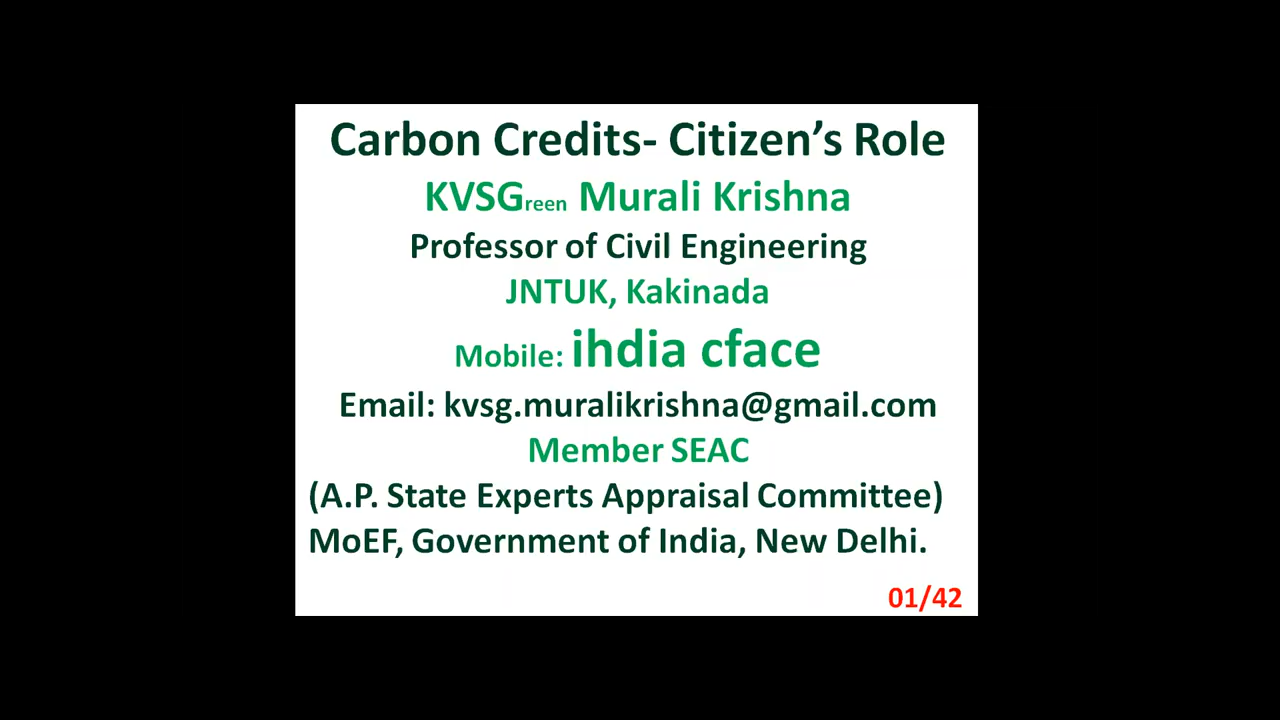 Carbon Credits- Citizen’s Role
KVSGreen Murali Krishna
Professor of Civil Engineering
JNTUK, Kakinada
Mobile: ihdia cface
Email: kvsg.muralikrishna@gmail.com
Member SEAC
(A.P. State Experts Appraisal Committee)
MoEF, Government of India, New Delhi.
01/42